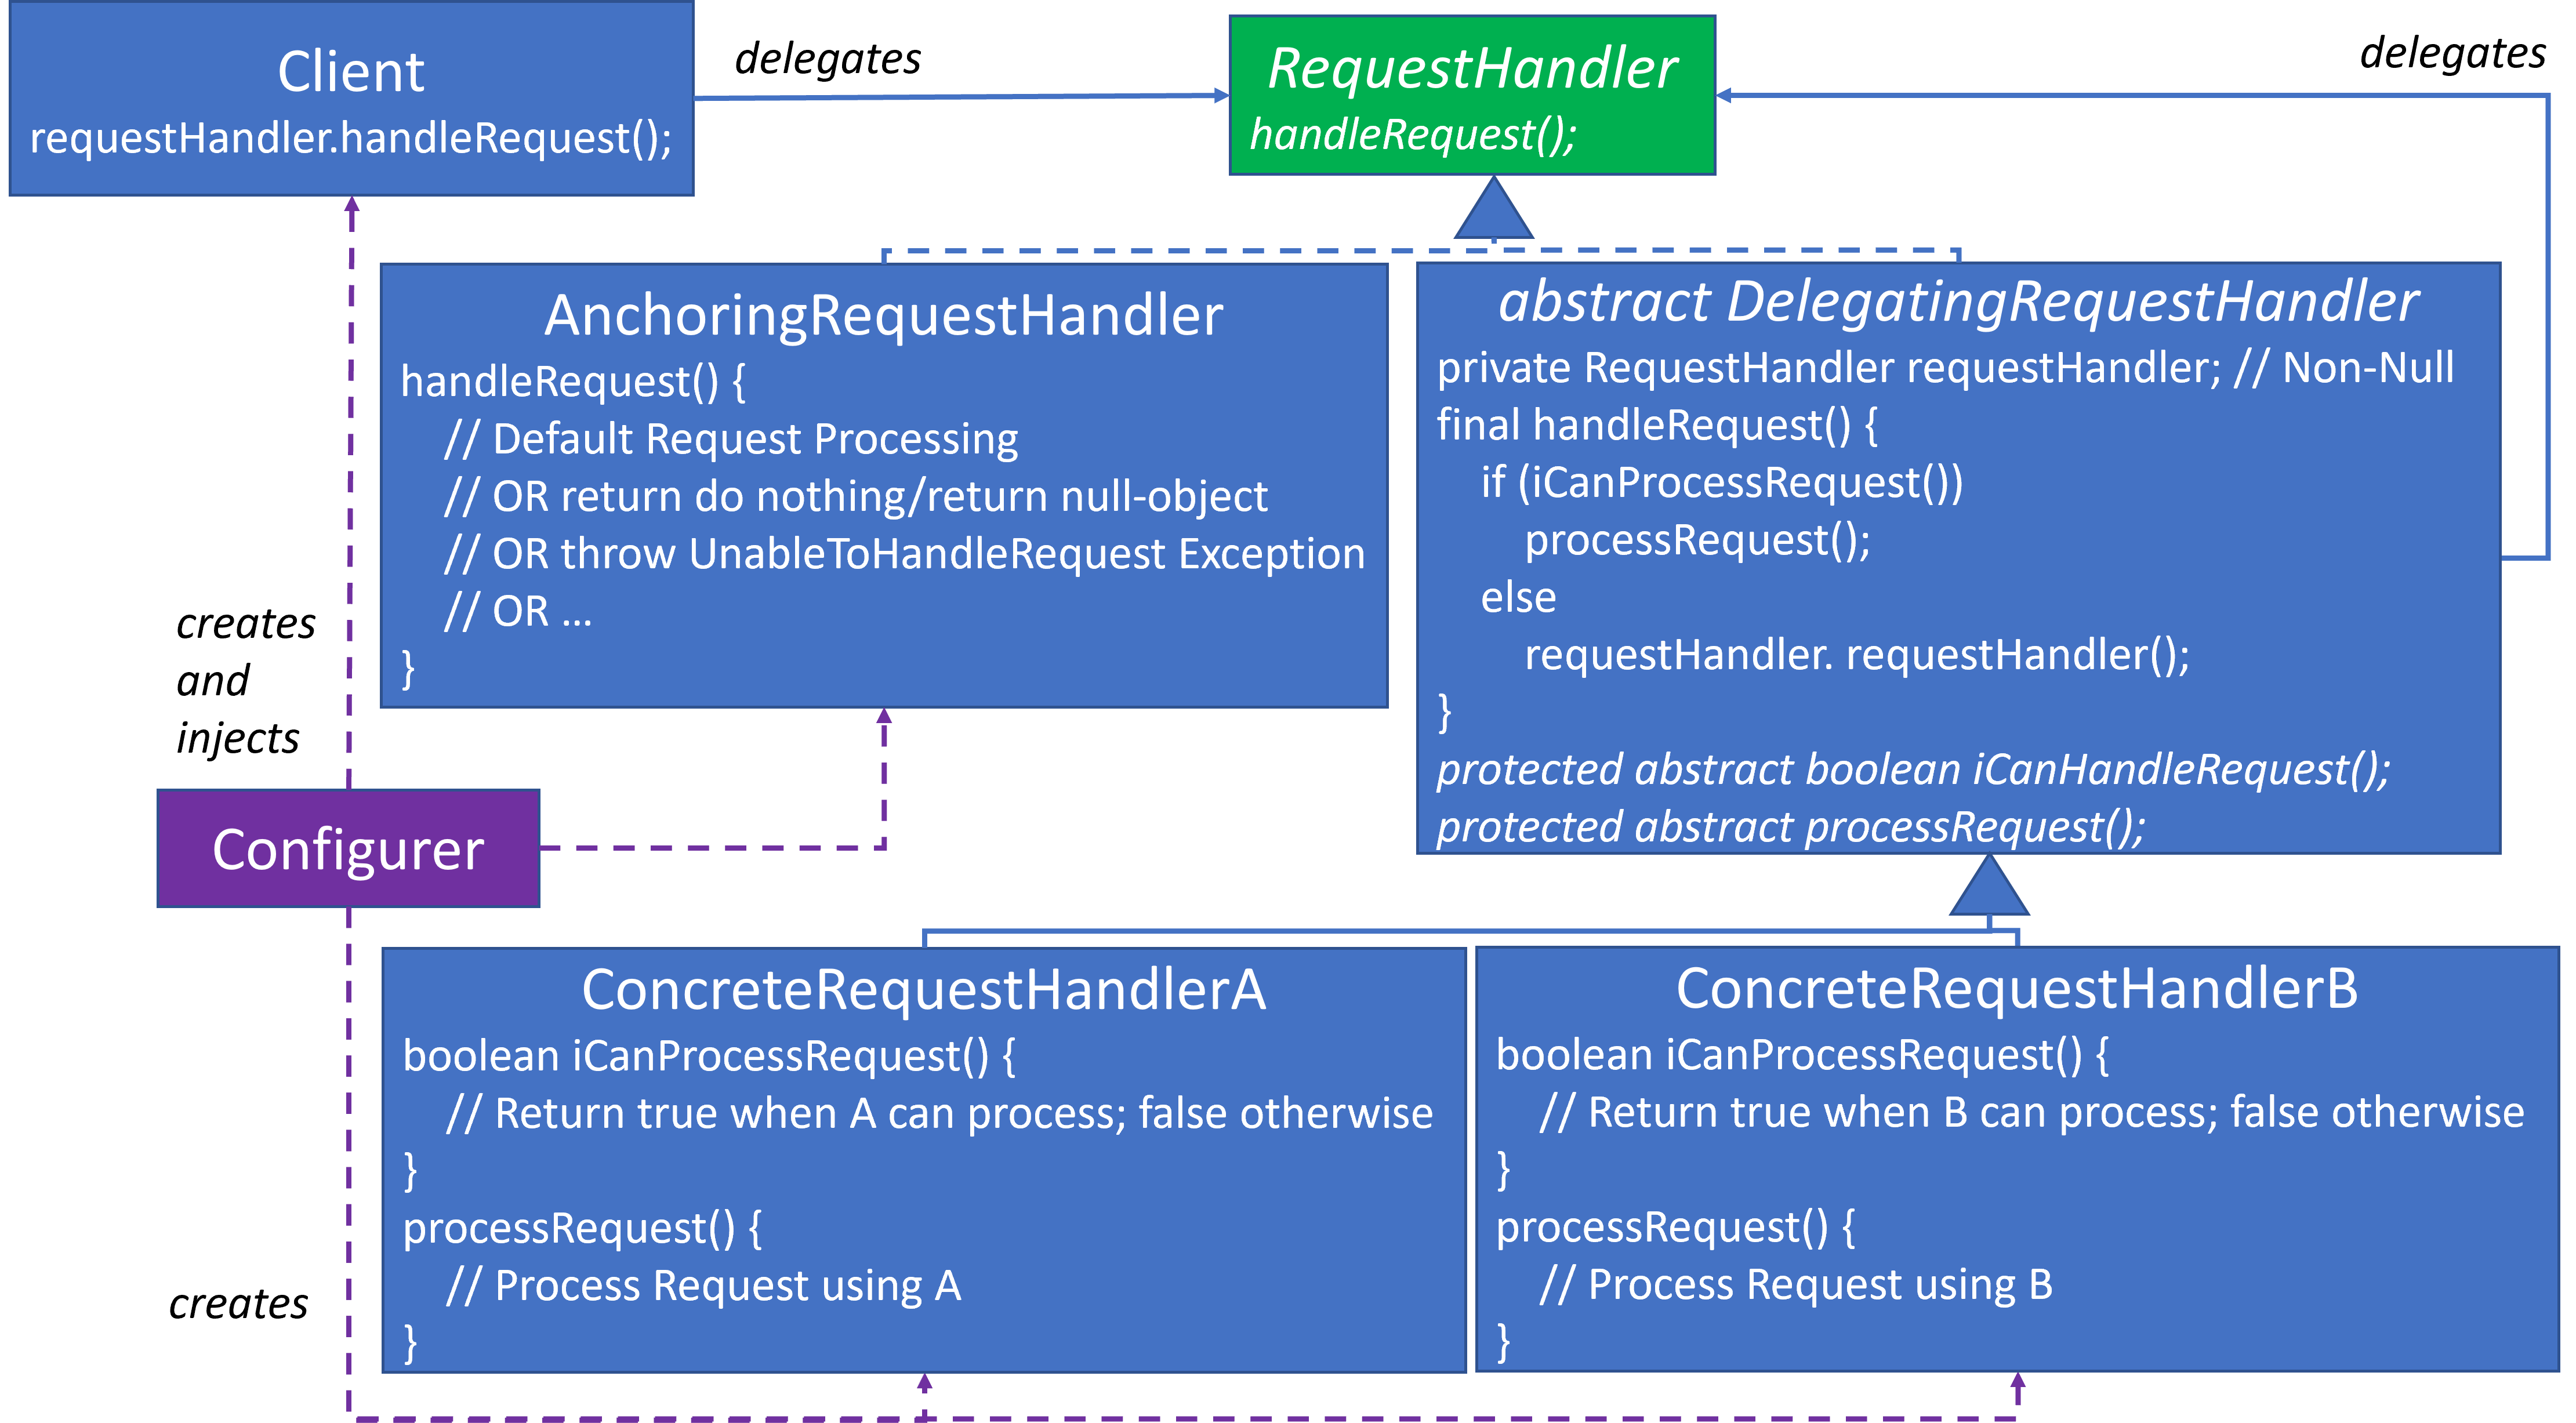 Client
requestHandler.handleRequest();
delegates
RequestHandler
handleRequest();
delegates
AnchoringRequestHandler
handleRequest() {
// Default Request Processing
// OR return do nothing/return null-object
// OR throw UnableToHandleRequest Exception
// OR ...
}
abstract DelegatingRequestHandler
private RequestHandler requestHandler; // Non-Null
final handleRequest() {
if (iCanProcessRequest())
processRequest();
else
requestHandler. requestHandler();
}
protected abstract boolean iCanHandleRequest();
protected abstract processRequest();
creates
and
injects
Configurer
creates
ConcreteRequestHandlerA
boolean iCanProcessRequest() {
// Return true when A can process; false otherwise
}
processRequest() {
// Process Request using A
}
ConcreteRequestHandlerB
boolean iCanProcessRequest() {
// Return true when B can process; false otherwise
}
processRequest() {
// Process Request using B
}